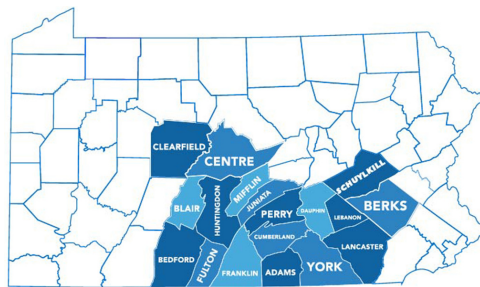 CLEARFIELD
CENTRE
SCHUYLKILL
MIFFLIN
JUNIATA
BLAIR
HUNTINGDON
PERRY
DAUPHIN
LEBANON
BERKS
CUMBERLAND
LANCASTER
BEDFORD
FULTON
FRANKLIN
ADAMS
YORK